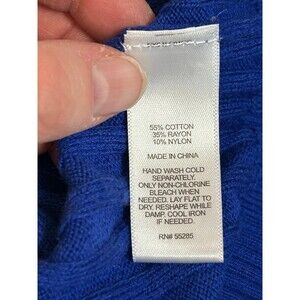 55% COTTON
35% RAYON
10% NYLON
MADE IN CHINA
HAND WASH COLD
SEPARATELY.
ONLY NON-CHLORINE
BLEACH WHEN
NEEDED. LAY FLAT TO
DRY. RESHAPE WHILE
DAMP. COOL IRON
IF NEEDED.
RN# 55285